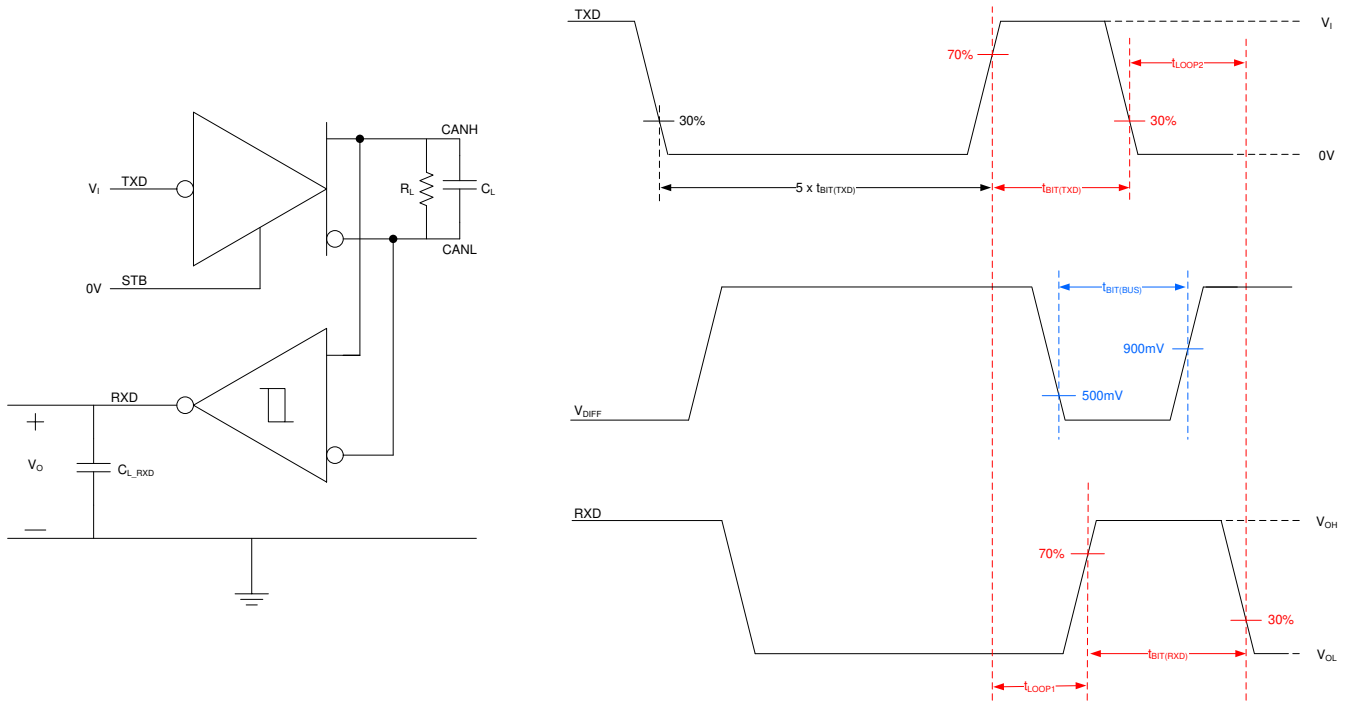 TXD
V_I
70%
t_LOOP2
30%
30%
0V
5 x t_BIT(TXD)
t_BIT(TXD)
CANH
V_I
TXD
R_L
C_L
CANL
0V
STB
t_BIT(BUS)
900mV
500mV
V_DIFF
RXD
+
V_O
C_L_RXD
—
RXD
V_OH
70%
30%
t_BIT(RXD)
V_OL
t_LOOP1